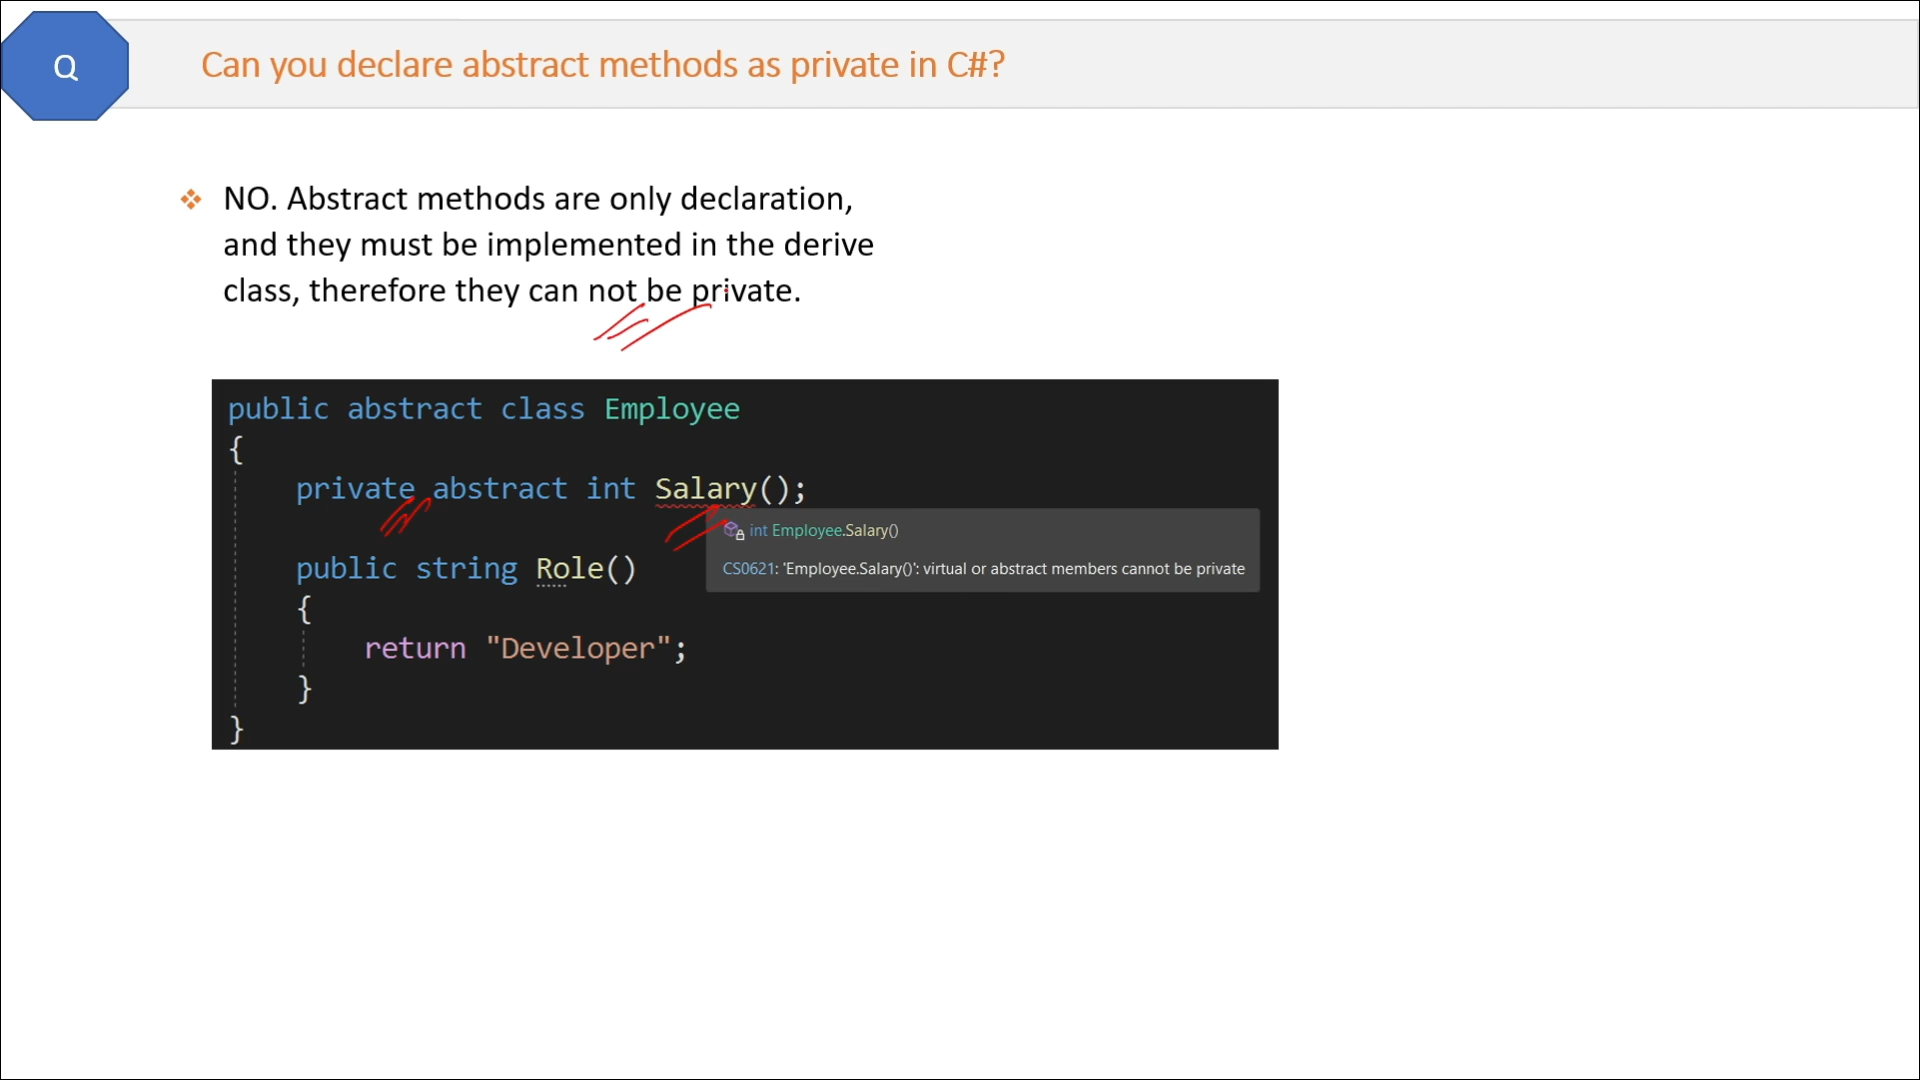 Q
Can you declare abstract methods as private in C#?
NO. Abstract methods are only declaration,
and they must be implemented in the derive
class, therefore they can not be private.
public abstract class Employee
{
private abstract int Salary();
int Employee.Salary()
CS0621: 'Employee.Salary()': virtual or abstract members cannot be private
public string Role()
{
return "Developer";
}
}